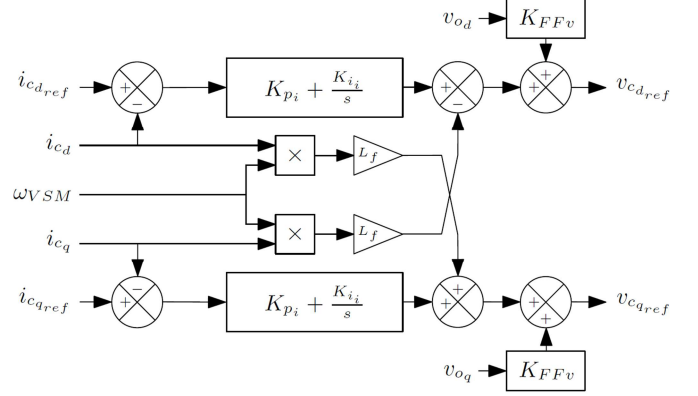 v_{o_d} K_{FFv}
i_{c_{d_{ref}}} + − K_{p_i} + \frac{K_{i_i}}{s} + − + + v_{c_{d_{ref}}}
i_{c_d} × L_f
ω_{VSM}
i_{c_q} × L_f
i_{c_{q_{ref}}} − + K_{p_i} + \frac{K_{i_i}}{s} + + + + v_{c_{q_{ref}}}
v_{o_q} K_{FFv}